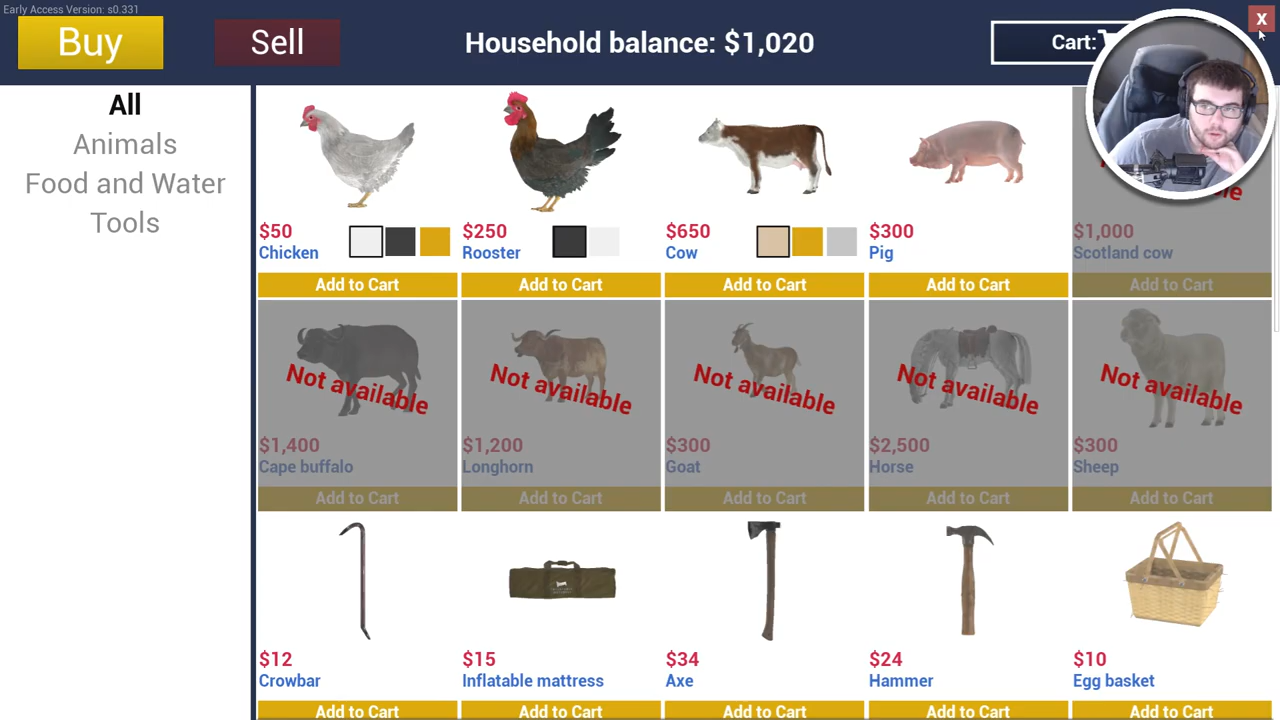 Early Access Version: s0.331
Buy
Sell
Household balance: $1,020
Cart:
X
All
Animals
Food and Water
Tools
$50
Chicken
Add to Cart
$250
Rooster
Add to Cart
$650
Cow
Add to Cart
$300
Pig
Add to Cart
$1,000
Scotland cow
Add to Cart
Not available
$1,400
Cape buffalo
Add to Cart
Not available
$1,200
Longhorn
Add to Cart
Not available
$300
Goat
Add to Cart
Not available
$2,500
Horse
Add to Cart
Not available
$300
Sheep
Add to Cart
$12
Crowbar
Add to Cart
$15
Inflatable mattress
Add to Cart
$34
Axe
Add to Cart
$24
Hammer
Add to Cart
$10
Egg basket
Add to Cart